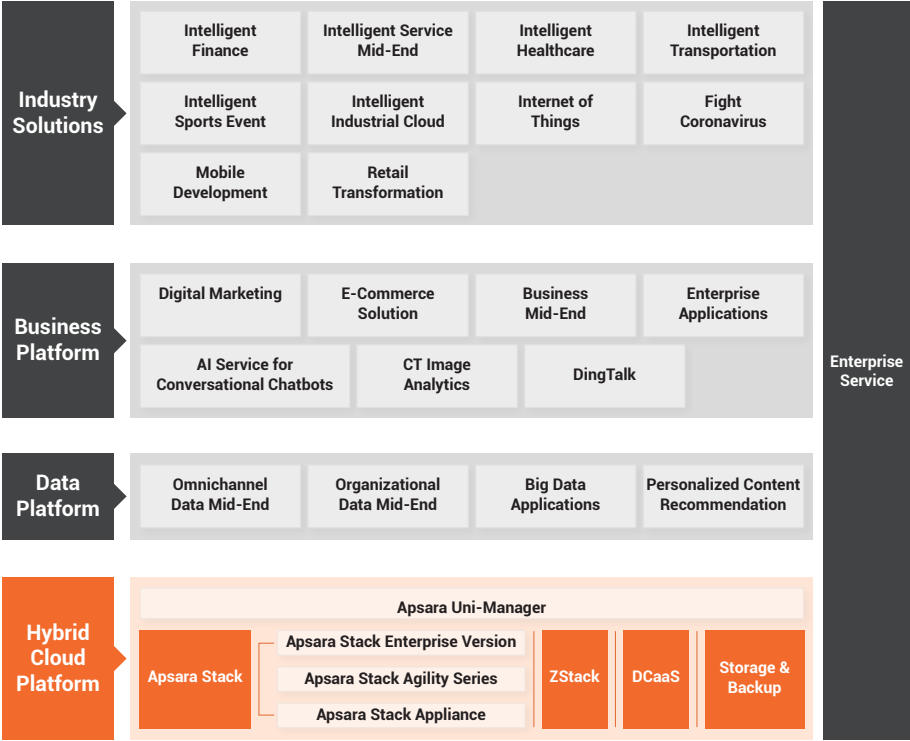 Industry
Solutions
Intelligent
Finance
Intelligent Service
Mid-End
Intelligent
Healthcare
Intelligent
Transportation
Intelligent
Sports Event
Intelligent
Industrial Cloud
Internet of
Things
Fight
Coronavirus
Mobile
Development
Retail
Transformation
Business
Platform
Digital Marketing
E-Commerce
Solution
Business
Mid-End
Enterprise
Applications
AI Service for
Conversational Chatbots
CT Image
Analytics
DingTalk
Data
Platform
Omnichannel
Data Mid-End
Organizational
Data Mid-End
Big Data
Applications
Personalized Content
Recommendation
Hybrid
Cloud
Platform
Apsara Uni-Manager
Apsara Stack
Apsara Stack Enterprise Version
Apsara Stack Agility Series
Apsara Stack Appliance
ZStack
DCaaS
Storage &
Backup
Enterprise
Service